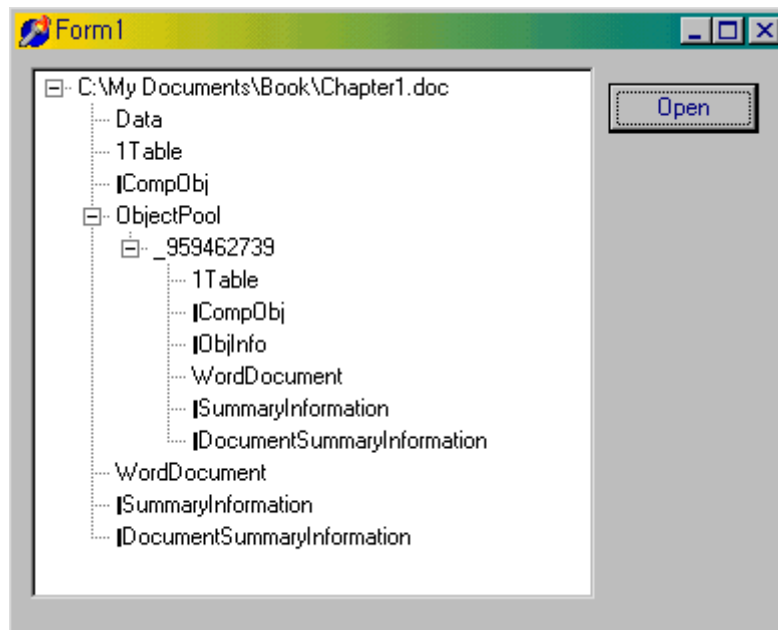 Form1
C:\My Documents\Book\Chapter1.doc
Open
Data
1Table
CompObj
ObjectPool
_959462739
1Table
CompObj
ObjInfo
WordDocument
SummaryInformation
DocumentSummaryInformation
WordDocument
SummaryInformation
DocumentSummaryInformation